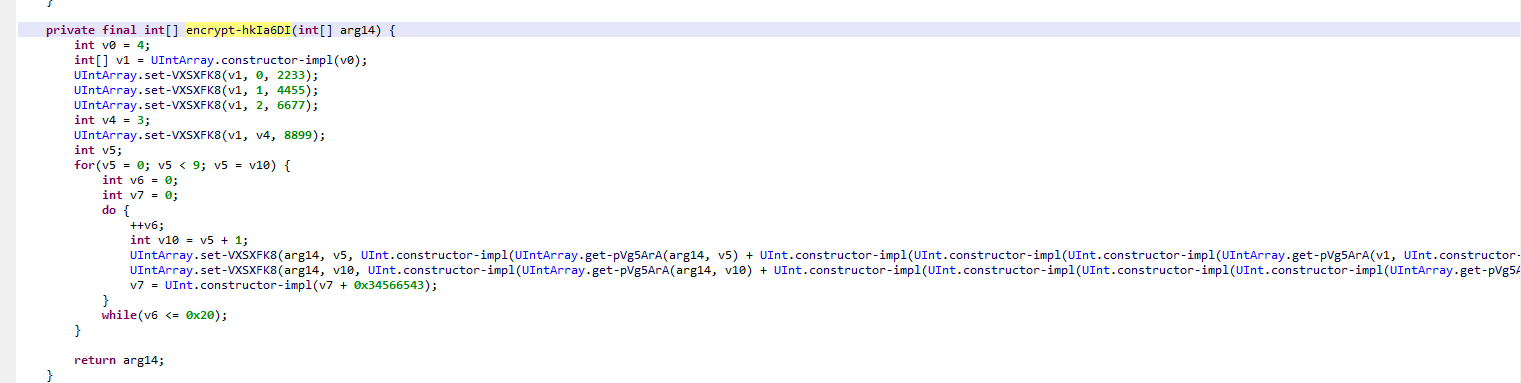 }
private final int[] encrypt-hkIa6DI(int[] arg14) {
int v0 = 4;
int[] v1 = UIntArray.constructor-impl(v0);
UIntArray.set-VXSXFK8(v1, 0, 2233);
UIntArray.set-VXSXFK8(v1, 1, 4455);
UIntArray.set-VXSXFK8(v1, 2, 6677);
int v4 = 3;
UIntArray.set-VXSXFK8(v1, v4, 8899);
int v5;
for(v5 = 0; v5 < 9; v5 = v10) {
int v6 = 0;
int v7 = 0;
do {
++v6;
int v10 = v5 + 1;
UIntArray.set-VXSXFK8(arg14, v5, UInt.constructor-impl(UIntArray.get-pVg5ArA(arg14, v5) + UInt.constructor-impl(UInt.constructor-impl(UInt.constructor-impl(UIntArray.get-pVg5ArA(v1, UInt.constructor-
UIntArray.set-VXSXFK8(arg14, v10, UInt.constructor-impl(UIntArray.get-pVg5ArA(arg14, v10) + UInt.constructor-impl(UInt.constructor-impl(UInt.constructor-impl(UInt.constructor-impl(UIntArray.get-pVg5A
v7 = UInt.constructor-impl(v7 + 0x34566543);
}
while(v6 <= 0x20);
}
return arg14;
}